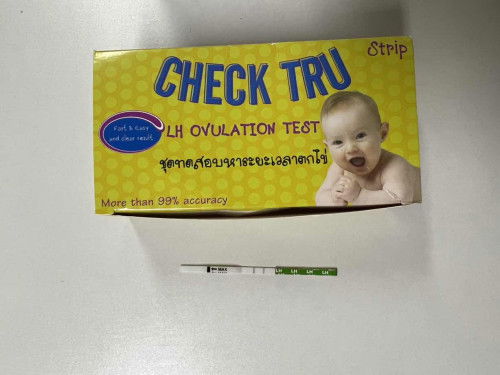 Strip
CHECK TRU
Fast & Easy
and clear result
LH OVULATION TEST
ชุดทดสอบหาระยะเวลาตกไข่
More than 99% accuracy
MAX
LH LH LH LH